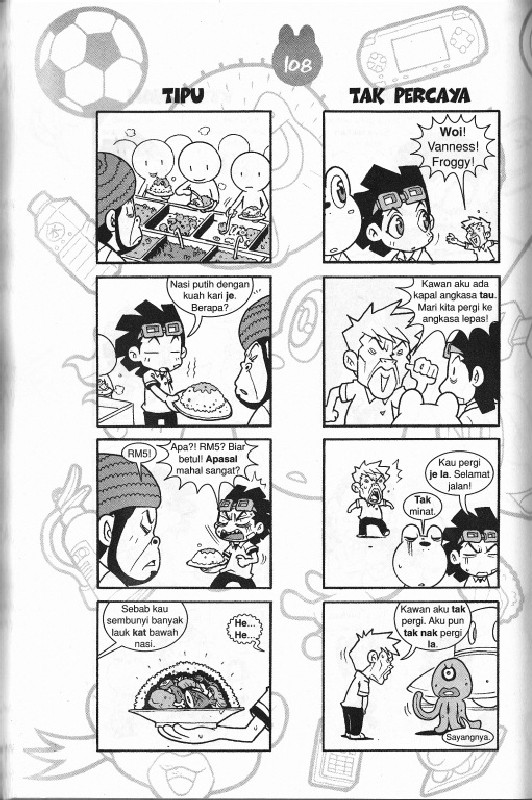 108
TIPU
Nasi putih dengan
kuah kari je.
Berapa?
RM5!!
Apa?! RM5? Biar
betul! Apasal
mahal sangat?
Sebab kau
sembunyi banyak
lauk kat bawah
nasi.
He...
He...
TAK PERCAYA
Woi!
Vanness!
Froggy!
Kawan aku ada
kapal angkasa tau.
Mari kita pergi ke
angkasa lepas!
Kau pergi
je la. Selamat
jalan!
Tak
minat.
Kawan aku tak
pergi. Aku pun
tak nak pergi
la.
Sayangnya.